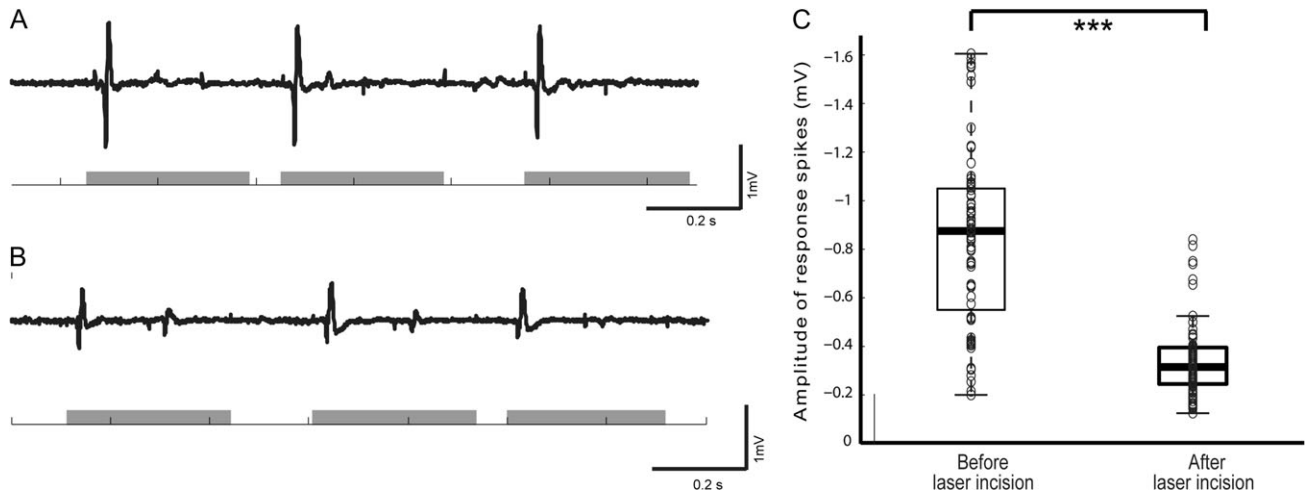 A
1mV
0.2 s
B
1mV
0.2 s
C
***
Amplitude of response spikes (mV)
−1.6
−1.4
−1.2
−1
−0.8
−0.6
−0.4
−0.2
0
Before
laser incision
After
laser incision